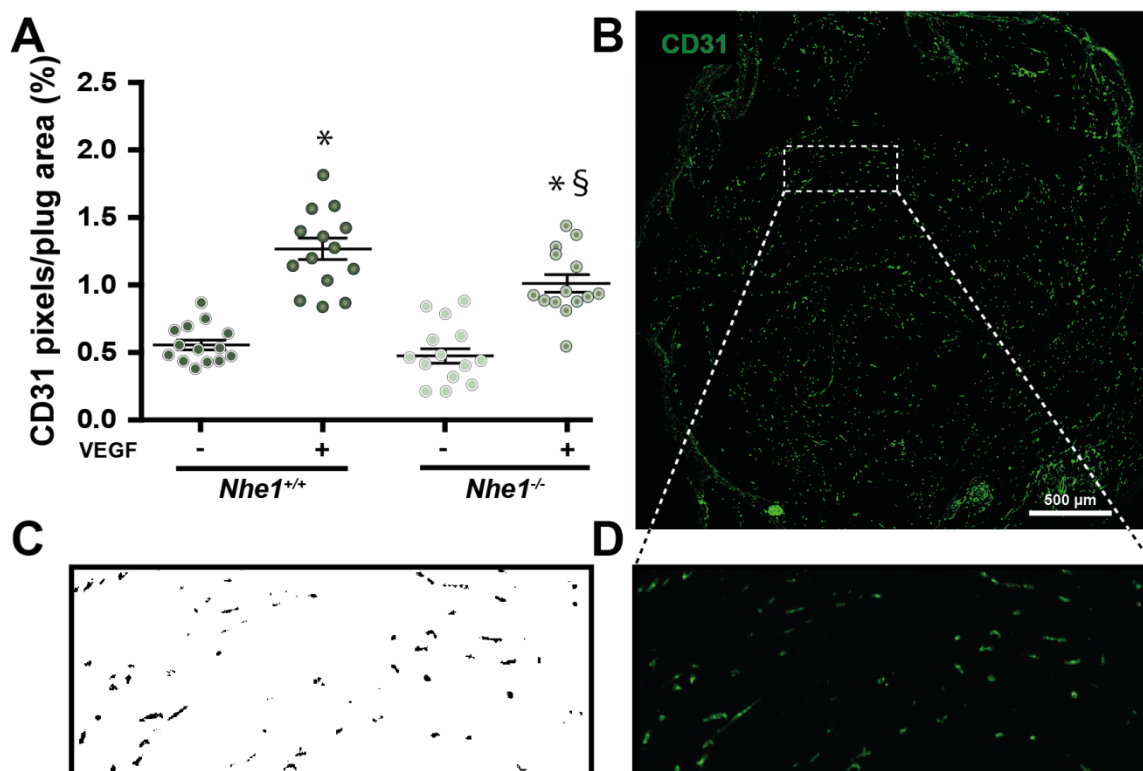 A
CD31 pixels/plug area (%)
2.5
2.0
1.5
1.0
0.5
0.0
*
* §
VEGF - + - +
Nhe1+/+ Nhe1-/-
B
CD31
500 µm
C
D